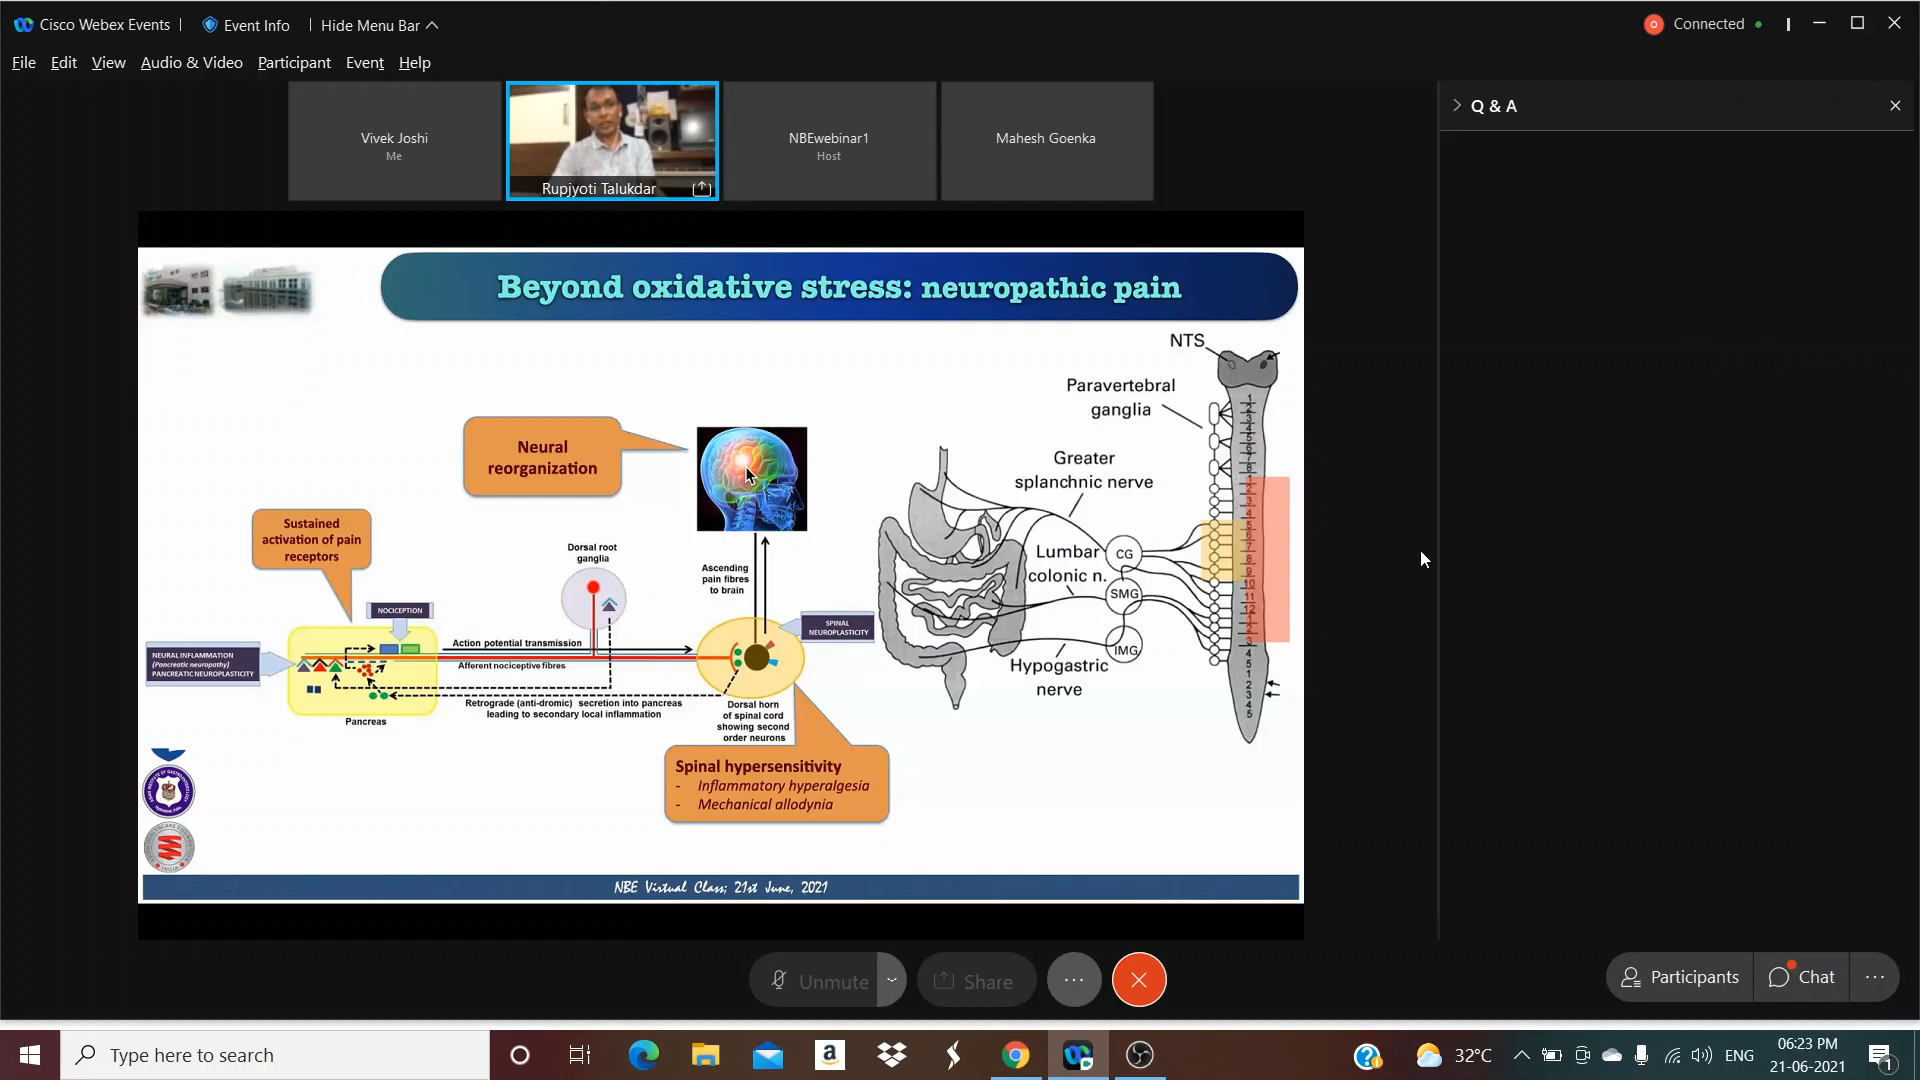 Cisco Webex Events
Event Info
Hide Menu Bar
Connected
File Edit View Audio & Video Participant Event Help
Vivek Joshi
Me
Rupjyoti Talukdar
NBEwebinar1
Host
Mahesh Goenka
Q & A
Beyond oxidative stress: neuropathic pain
Neural
reorganization
Sustained
activation of pain
receptors
NOCICEPTION
NEURAL INFLAMMATION
(Pancreatic neuropathy)
PANCREATIC NEUROPLASTICITY
Pancreas
Dorsal root
ganglia
Action potential transmission
Afferent nociceptive fibres
Retrograde (anti-dromic) secretion into pancreas
leading to secondary local inflammation
Ascending
pain fibres
to brain
SPINAL
NEUROPLASTICITY
Dorsal horn
of spinal cord
showing second
order neurons
Spinal hypersensitivity
- Inflammatory hyperalgesia
- Mechanical allodynia
NTS
Paravertebral
ganglia
Greater
splanchnic nerve
Lumbar
colonic n.
Hypogastric
nerve
CG
SMG
IMG
NBE Virtual Class; 21st June, 2021
Unmute
Share
Participants
Chat
Type here to search
32°C
ENG
06:23 PM
21-06-2021
1